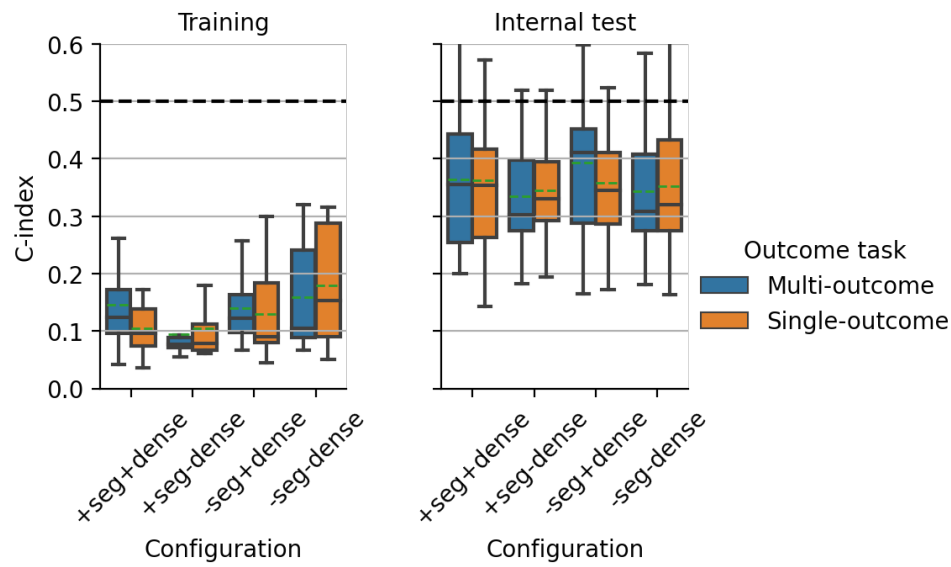 Training
Internal test
C-index
0.6
0.5
0.4
0.3
0.2
0.1
0.0
+seg+dense
+seg-dense
-seg+dense
-seg-dense
+seg+dense
+seg-dense
-seg+dense
-seg-dense
Configuration
Configuration
Outcome task
Multi-outcome
Single-outcome